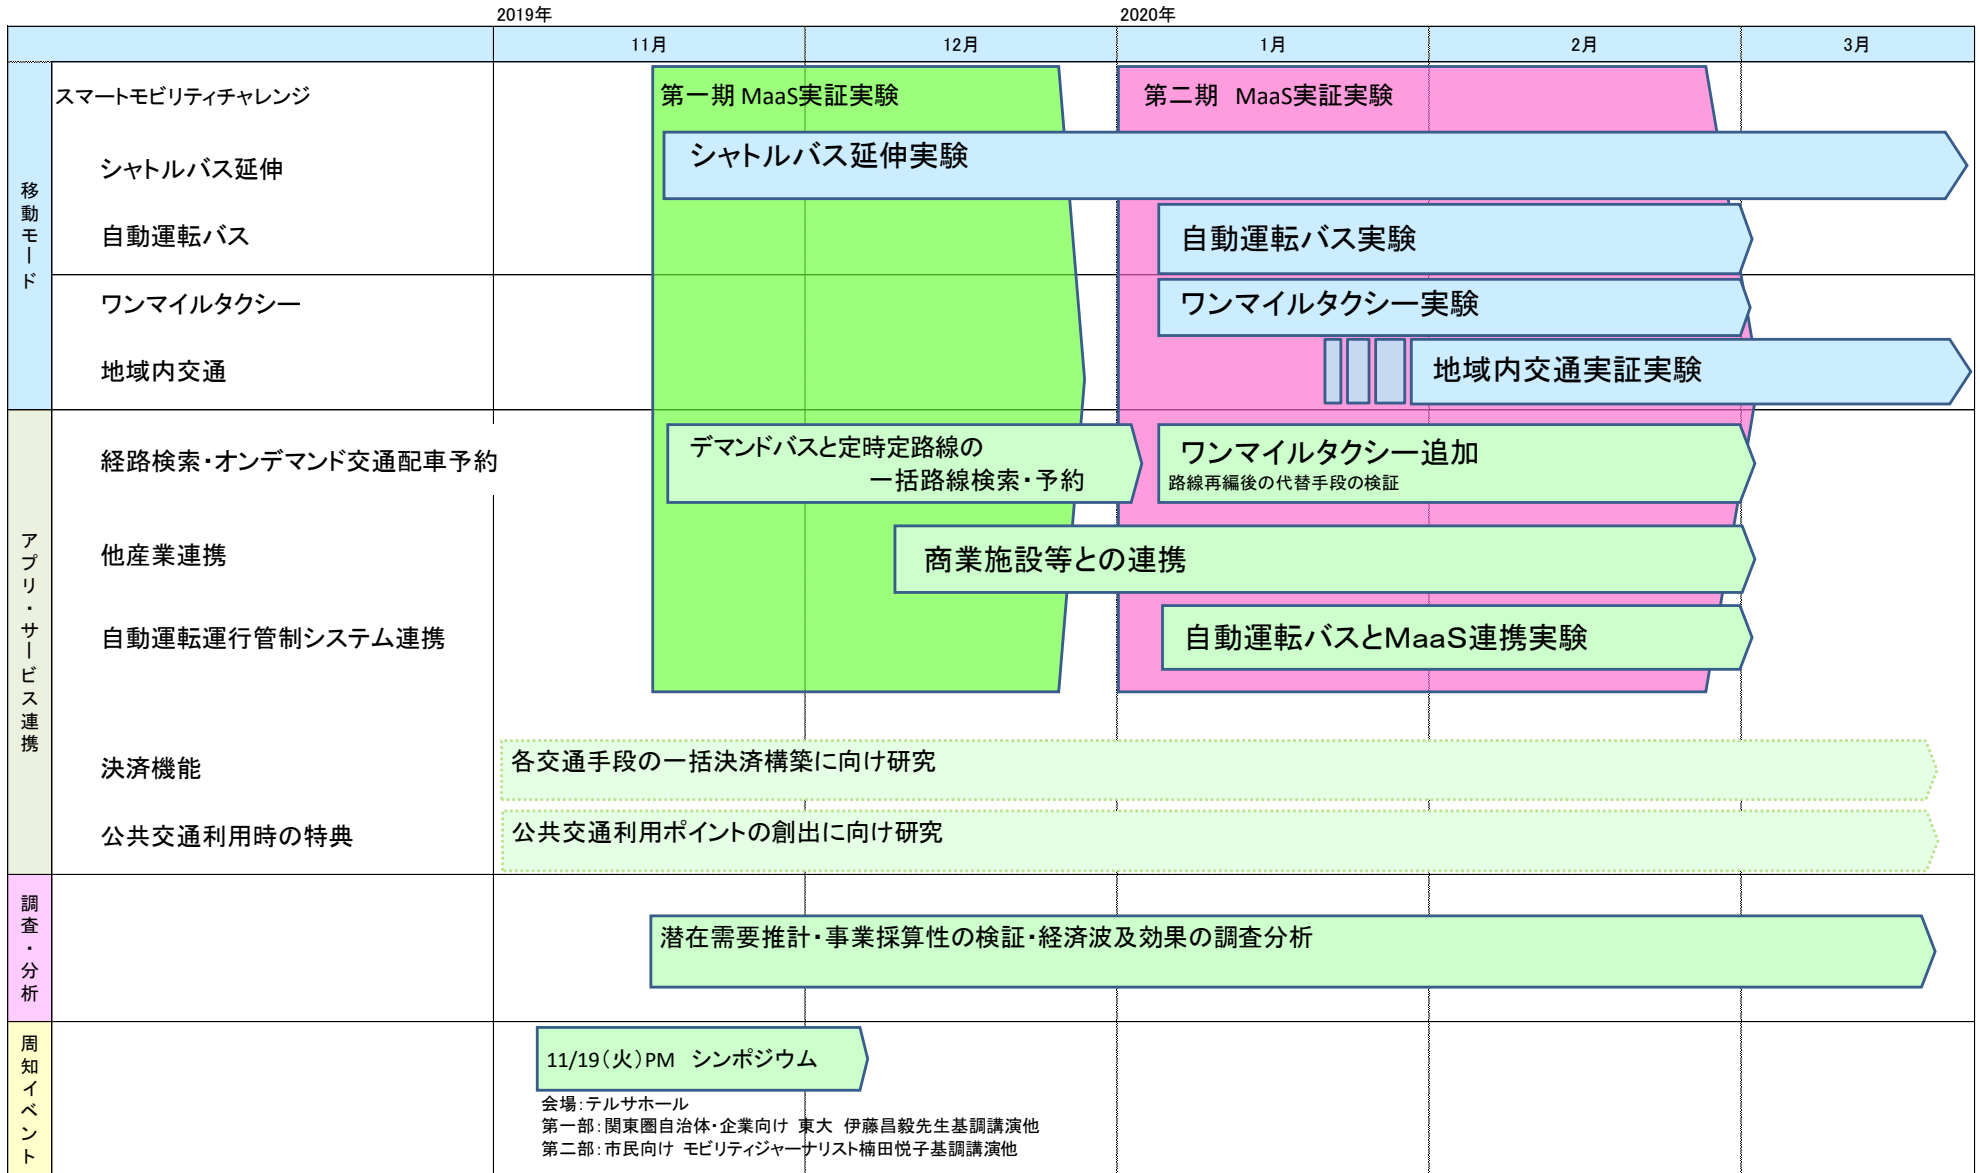 2019年
2020年
11月
12月
1月
2月
3月
移動モード
スマートモビリティチャレンジ
第一期 MaaS実証実験
第二期　MaaS実証実験
シャトルバス延伸
シャトルバス延伸実験
自動運転バス
自動運転バス実験
ワンマイルタクシー
ワンマイルタクシー実験
地域内交通
地域内交通実証実験
アプリ・サービス連携
経路検索・オンデマンド交通配車予約
デマンドバスと定時定路線の
一括路線検索・予約
ワンマイルタクシー追加
路線再編後の代替手段の検証
他産業連携
商業施設等との連携
自動運転運行管制システム連携
自動運転バスとMaaS連携実験
決済機能
各交通手段の一括決済構築に向け研究
公共交通利用時の特典
公共交通利用ポイントの創出に向け研究
調査・分析
潜在需要推計・事業採算性の検証・経済波及効果の調査分析
周知イベント
11/19（火）PM　シンポジウム
会場：テルサホール
第一部：関東圏自治体・企業向け 東大　伊藤昌毅先生基調講演他
第二部：市民向け モビリティジャーナリスト楠田悦子基調講演他